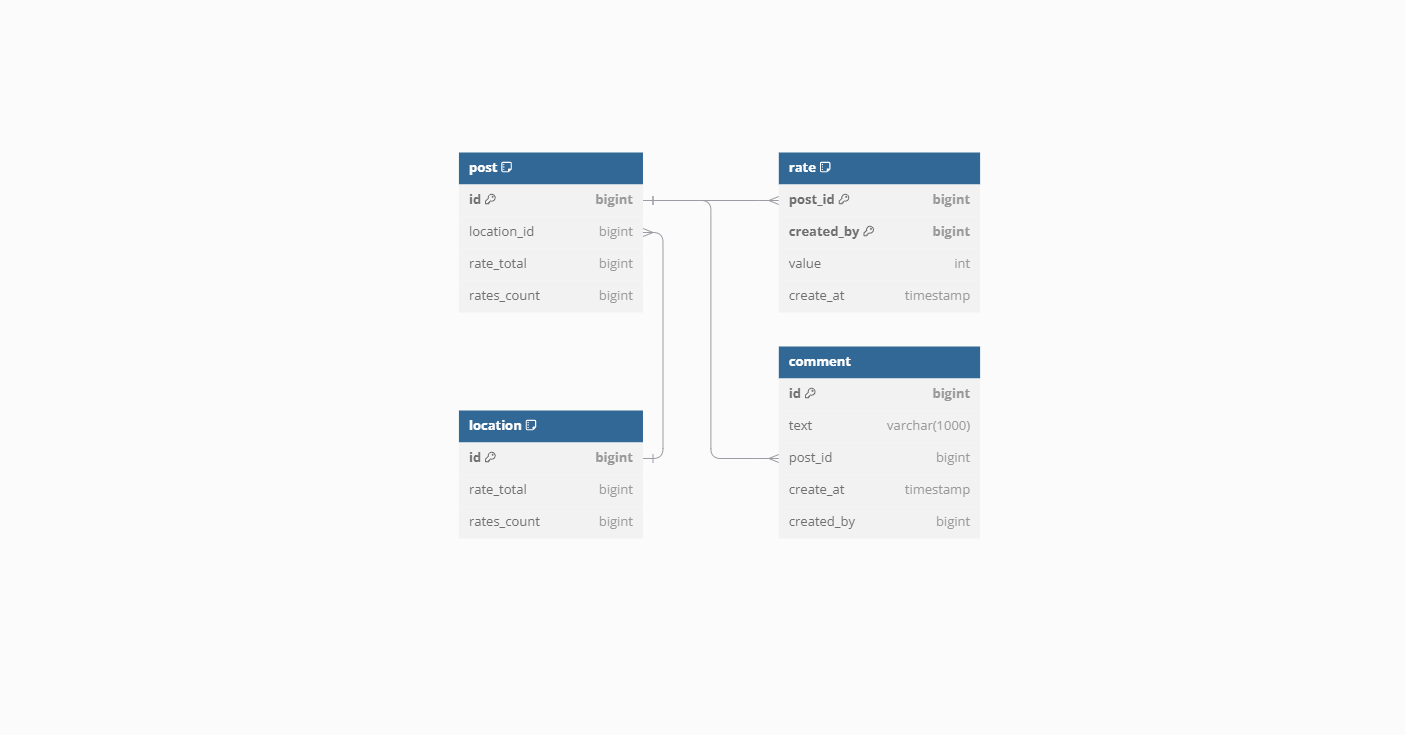 post
id bigint
location_id bigint
rate_total bigint
rates_count bigint
rate
post_id bigint
created_by bigint
value int
create_at timestamp
location
id bigint
rate_total bigint
rates_count bigint
comment
id bigint
text varchar(1000)
post_id bigint
create_at timestamp
created_by bigint